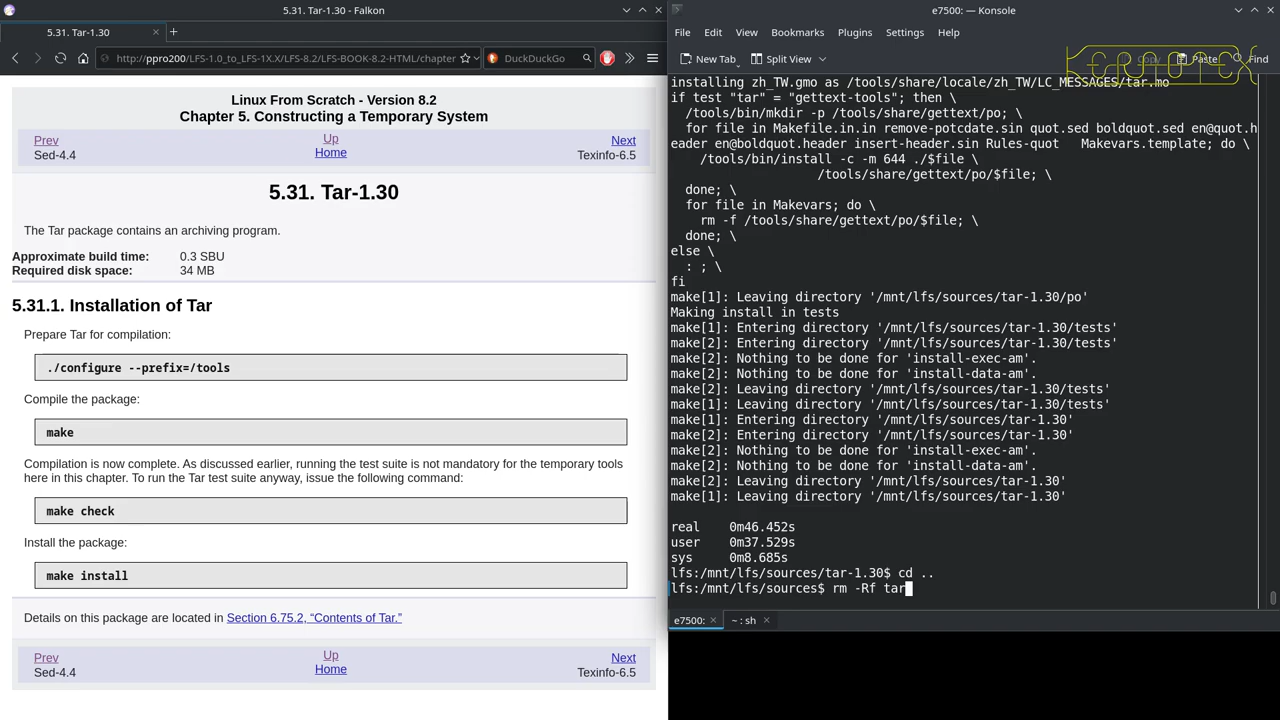 5.31. Tar-1.30 - Falkon
5.31. Tar-1.30
http://ppro200/LFS-1.0_to_LFS-1X.X/LFS-8.2/LFS-BOOK-8.2-HTML/chapter
DuckDuckGo
Linux From Scratch - Version 8.2
Chapter 5. Constructing a Temporary System
Prev
Up
Next
Sed-4.4
Home
Texinfo-6.5
5.31. Tar-1.30
The Tar package contains an archiving program.
Approximate build time: 0.3 SBU
Required disk space: 34 MB
5.31.1. Installation of Tar
Prepare Tar for compilation:
./configure --prefix=/tools
Compile the package:
make
Compilation is now complete. As discussed earlier, running the test suite is not mandatory for the temporary tools
here in this chapter. To run the Tar test suite anyway, issue the following command:
make check
Install the package:
make install
Details on this package are located in Section 6.75.2, “Contents of Tar.”
Prev
Up
Next
Sed-4.4
Home
Texinfo-6.5
e7500: — Konsole
File Edit View Bookmarks Plugins Settings Help
New Tab Split View Copy Paste Find
installing zh_TW.gmo as /tools/share/locale/zh_TW/LC_MESSAGES/tar.mo
if test "tar" = "gettext-tools"; then \
/tools/bin/mkdir -p /tools/share/gettext/po; \
for file in Makefile.in.in remove-potcdate.sin quot.sed boldquot.sed en@quot.h
eader en@boldquot.header insert-header.sin Rules-quot Makevars.template; do \
/tools/bin/install -c -m 644 ./$file \
/tools/share/gettext/po/$file; \
done; \
for file in Makevars; do \
rm -f /tools/share/gettext/po/$file; \
done; \
else \
: ; \
fi
make[1]: Leaving directory '/mnt/lfs/sources/tar-1.30/po'
Making install in tests
make[1]: Entering directory '/mnt/lfs/sources/tar-1.30/tests'
make[2]: Entering directory '/mnt/lfs/sources/tar-1.30/tests'
make[2]: Nothing to be done for 'install-exec-am'.
make[2]: Nothing to be done for 'install-data-am'.
make[2]: Leaving directory '/mnt/lfs/sources/tar-1.30/tests'
make[1]: Leaving directory '/mnt/lfs/sources/tar-1.30/tests'
make[1]: Entering directory '/mnt/lfs/sources/tar-1.30'
make[2]: Entering directory '/mnt/lfs/sources/tar-1.30'
make[2]: Nothing to be done for 'install-exec-am'.
make[2]: Nothing to be done for 'install-data-am'.
make[2]: Leaving directory '/mnt/lfs/sources/tar-1.30'
make[1]: Leaving directory '/mnt/lfs/sources/tar-1.30'
real 0m46.452s
user 0m37.529s
sys 0m8.685s
lfs:/mnt/lfs/sources/tar-1.30$ cd ..
lfs:/mnt/lfs/sources$ rm -Rf tar
e7500:
~ : sh